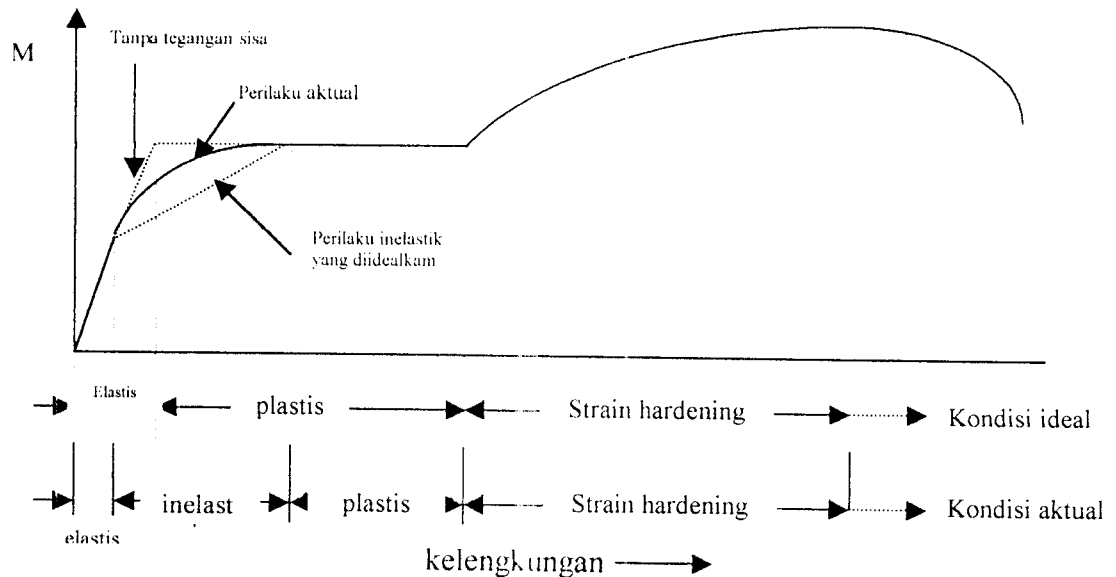 Tanpa tegangan sisa
M
Perilaku aktual
Perilaku inelastik
yang diidealkam
Elastis
plastis
Strain hardening
Kondisi ideal
inelast
plastis
Strain hardening
Kondisi aktual
elastis
kelengkungan